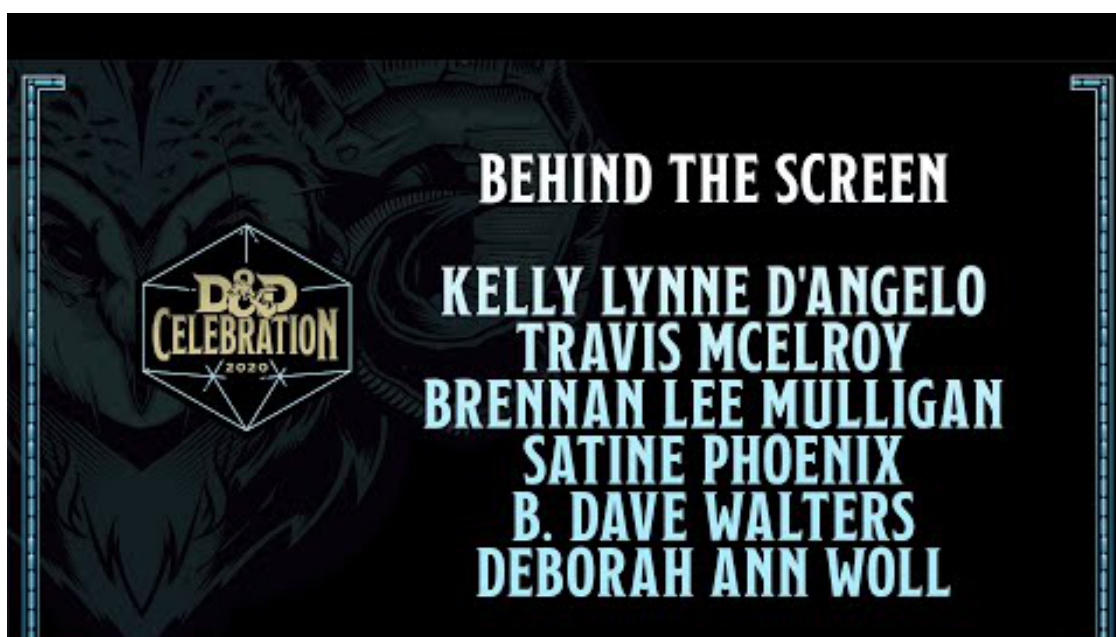 BEHIND THE SCREEN
D&D
CELEBRATION
2020
KELLY LYNNE D'ANGELO
TRAVIS MCELROY
BRENNAN LEE MULLIGAN
SATINE PHOENIX
B. DAVE WALTERS
DEBORAH ANN WOLL